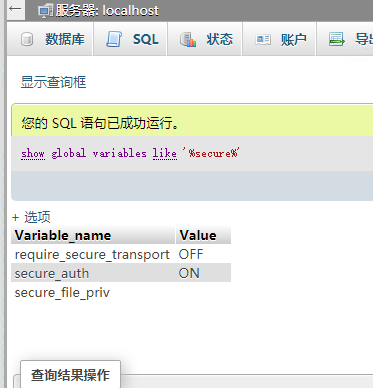 服务器: localhost
数据库 SQL 状态 账户 导出
显示查询框
您的 SQL 语句已成功运行。
show global variables like '%secure%'
+ 选项
Variable_name Value
require_secure_transport OFF
secure_auth ON
secure_file_priv
查询结果操作